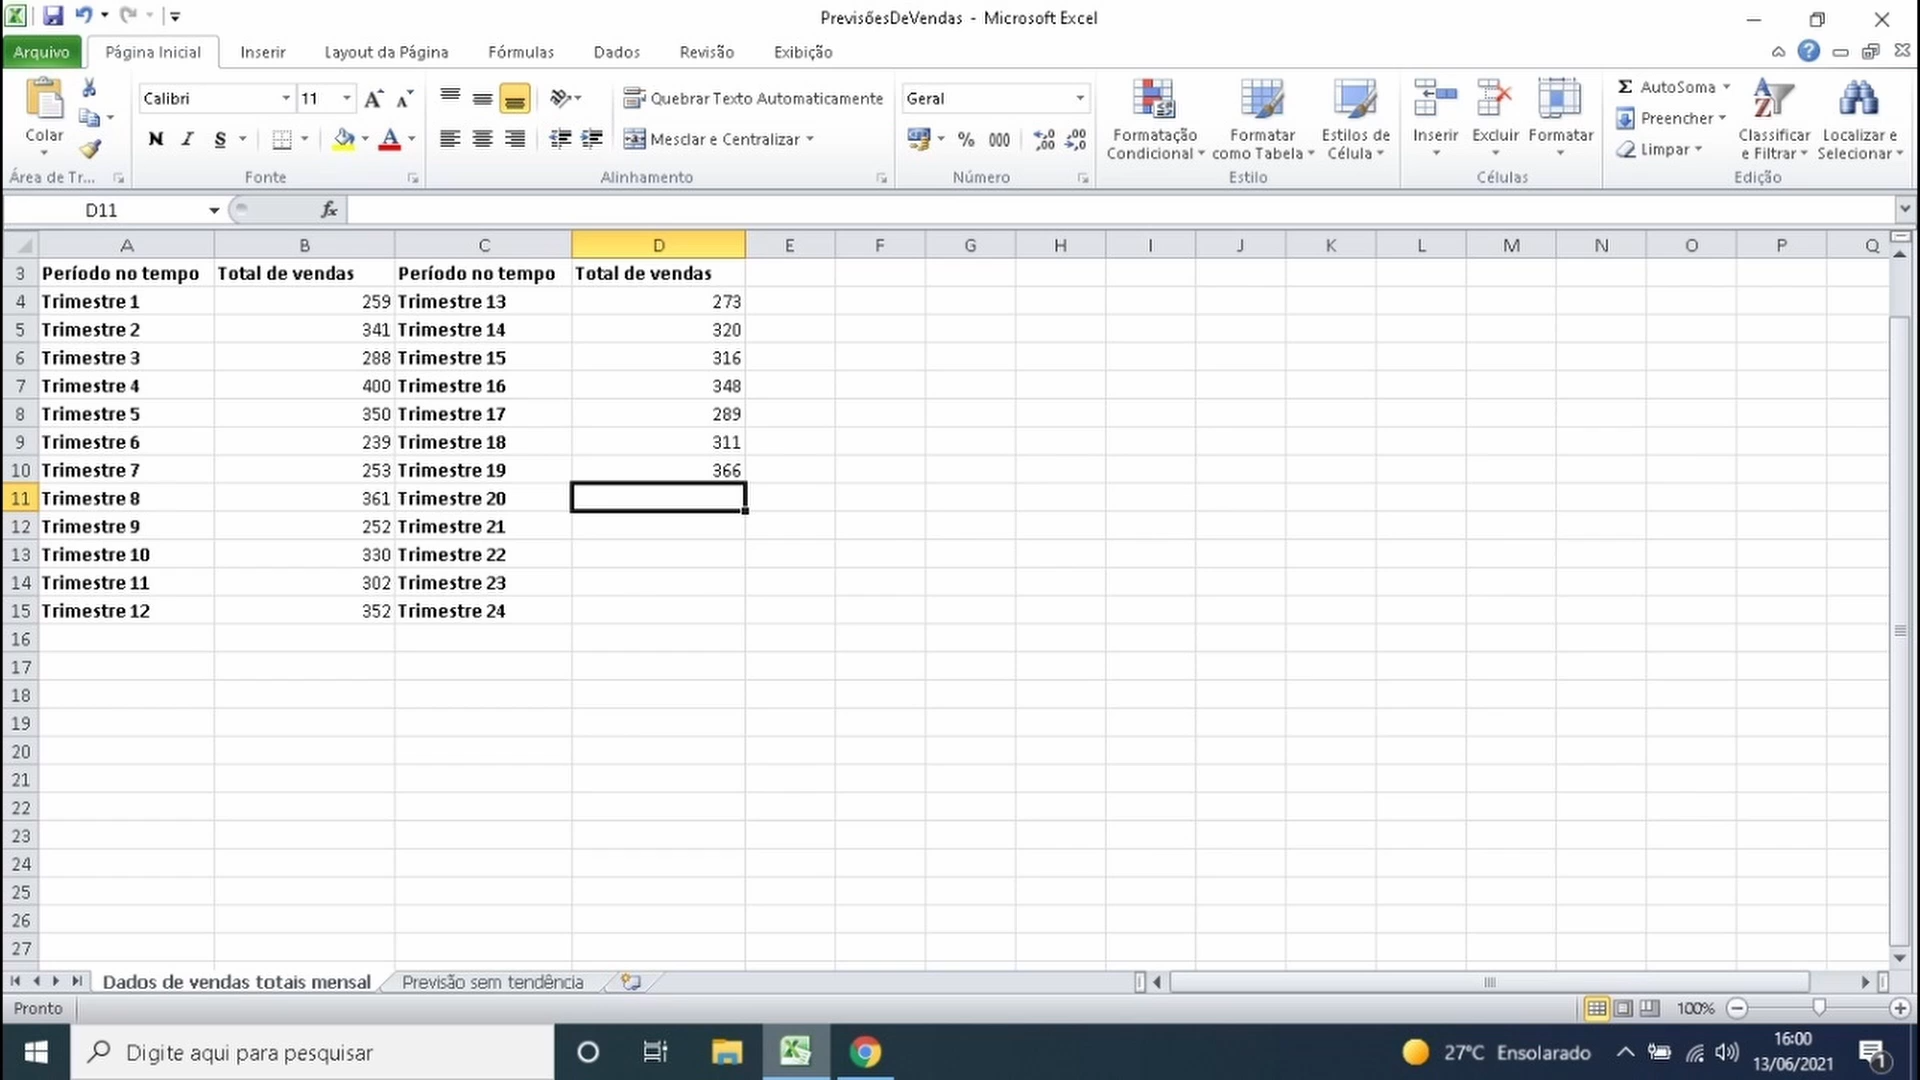 PrevisõesDeVendas - Microsoft Excel
Arquivo Página Inicial Inserir Layout da Página Fórmulas Dados Revisão Exibição
Colar
Área de Tr...
Calibri 11
N I S A
Fonte
Quebrar Texto Automaticamente
Mesclar e Centralizar
Alinhamento
Geral
% 000 ,00 ,00
Número
Formatação Condicional
Formatar como Tabela
Estilos de Célula
Estilo
Inserir Excluir Formatar
Células
Σ AutoSoma
Preencher
Limpar
Classificar e Filtrar
Localizar e Selecionar
Edição
D11 fx
A B C D E F G H I J K L M N O P Q
3 Período no tempo Total de vendas Período no tempo Total de vendas
4 Trimestre 1 259 Trimestre 13 273
5 Trimestre 2 341 Trimestre 14 320
6 Trimestre 3 288 Trimestre 15 316
7 Trimestre 4 400 Trimestre 16 348
8 Trimestre 5 350 Trimestre 17 289
9 Trimestre 6 239 Trimestre 18 311
10 Trimestre 7 253 Trimestre 19 366
11 Trimestre 8 361 Trimestre 20
12 Trimestre 9 252 Trimestre 21
13 Trimestre 10 330 Trimestre 22
14 Trimestre 11 302 Trimestre 23
15 Trimestre 12 352 Trimestre 24
16
17
18
19
20
21
22
23
24
25
26
27
Dados de vendas totais mensal Previsão sem tendência
Pronto 100%
Digite aqui para pesquisar
27°C Ensolarado
16:00
13/06/2021
1